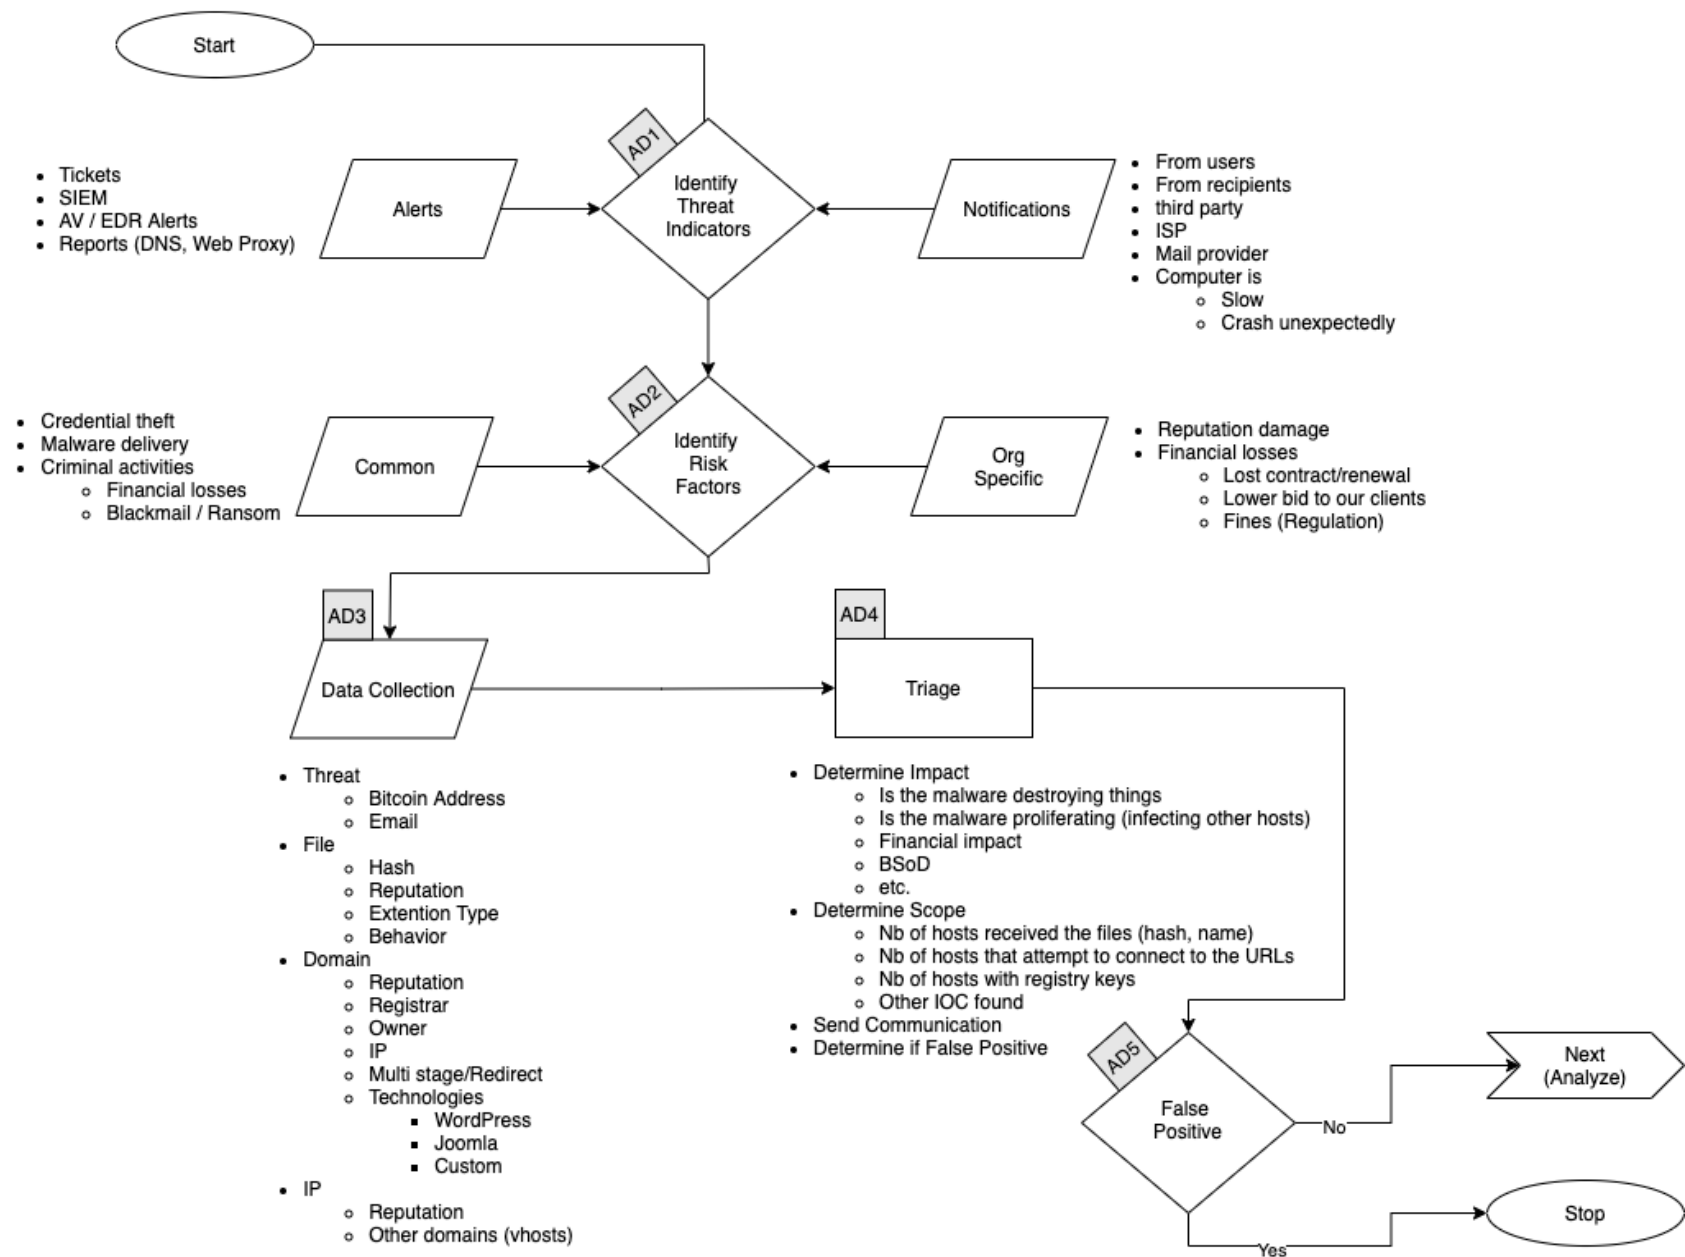 Start
AD1
Identify
Threat
Indicators
Alerts
Tickets
SIEM
AV / EDR Alerts
Reports (DNS, Web Proxy)
Notifications
From users
From recipients
third party
ISP
Mail provider
Computer is
Slow
Crash unexpectedly
AD2
Identify
Risk
Factors
Common
Credential theft
Malware delivery
Criminal activities
Financial losses
Blackmail / Ransom
Org
Specific
Reputation damage
Financial losses
Lost contract/renewal
Lower bid to our clients
Fines (Regulation)
AD3
Data Collection
Threat
Bitcoin Address
Email
File
Hash
Reputation
Extention Type
Behavior
Domain
Reputation
Registrar
Owner
IP
Multi stage/Redirect
Technologies
WordPress
Joomla
Custom
IP
Reputation
Other domains (vhosts)
AD4
Triage
Determine Impact
Is the malware destroying things
Is the malware proliferating (infecting other hosts)
Financial impact
BSoD
etc.
Determine Scope
Nb of hosts received the files (hash, name)
Nb of hosts that attempt to connect to the URLs
Nb of hosts with registry keys
Other IOC found
Send Communication
Determine if False Positive
AD5
False
Positive
No
Next
(Analyze)
Yes
Stop